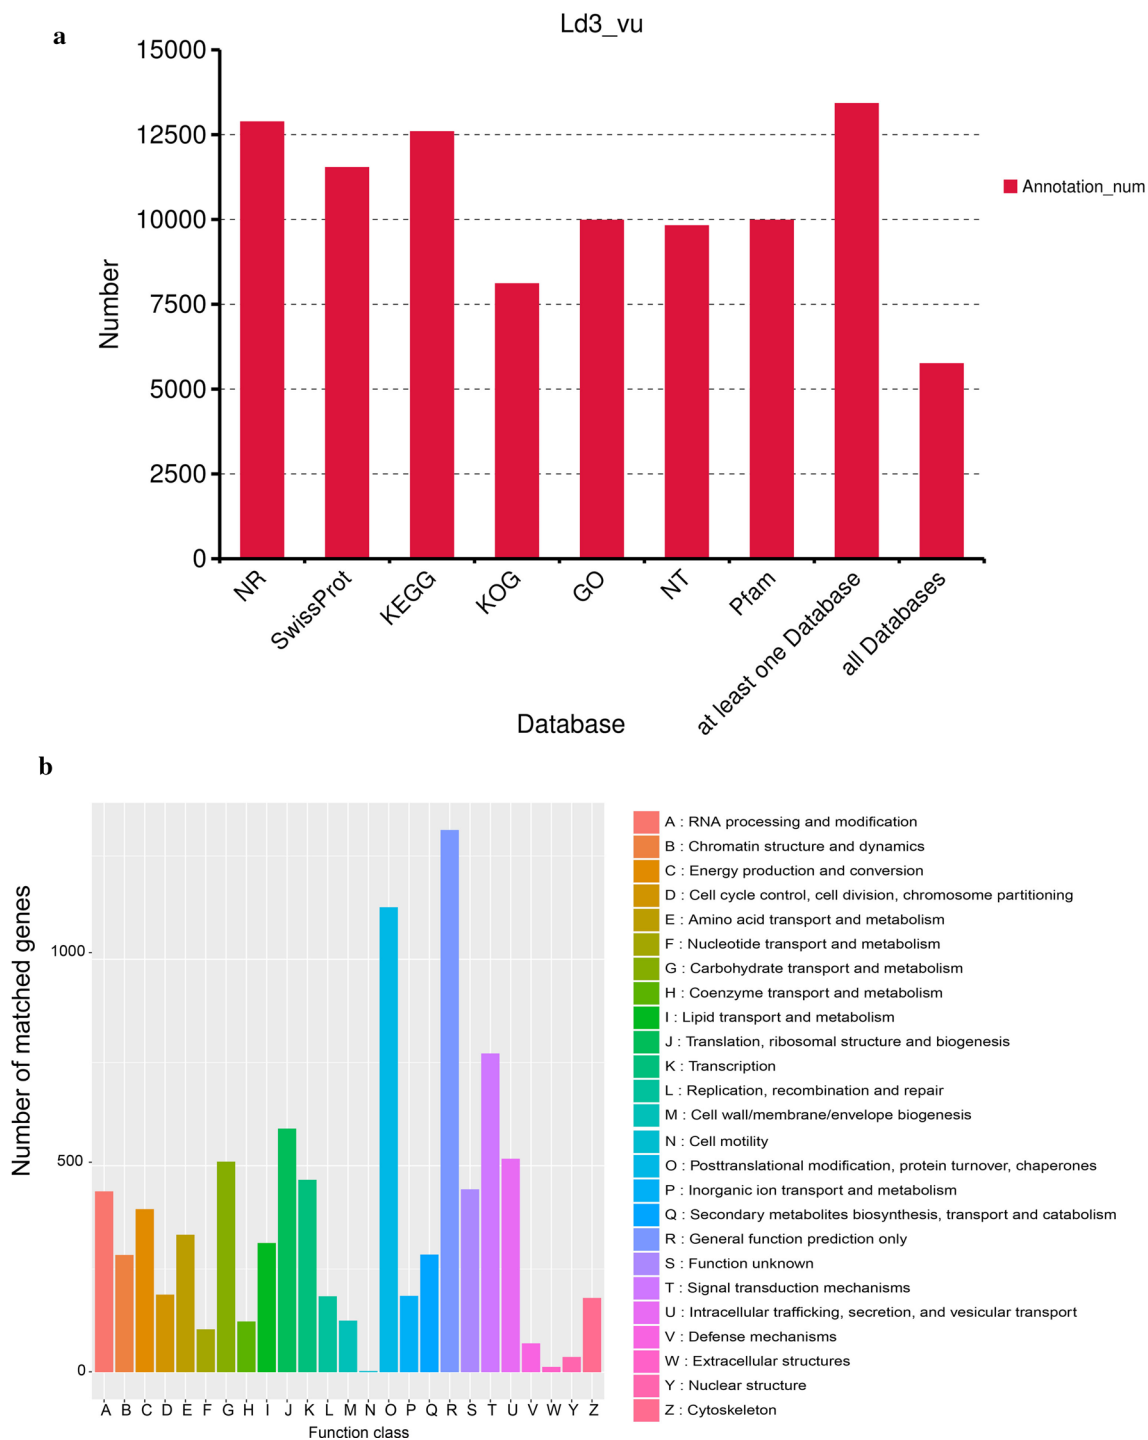 a
Ld3_vu
15000
12500
10000
7500
5000
2500
0
Number
Annotation_num
NR
SwissProt
KEGG
KOG
GO
NT
Pfam
at least one Database
all Databases
Database
b
Number of matched genes
1000
500
0
A B C D E F G H I J K L M N O P Q R S T U V W Y Z
Function class
A : RNA processing and modification
B : Chromatin structure and dynamics
C : Energy production and conversion
D : Cell cycle control, cell division, chromosome partitioning
E : Amino acid transport and metabolism
F : Nucleotide transport and metabolism
G : Carbohydrate transport and metabolism
H : Coenzyme transport and metabolism
I : Lipid transport and metabolism
J : Translation, ribosomal structure and biogenesis
K : Transcription
L : Replication, recombination and repair
M : Cell wall/membrane/envelope biogenesis
N : Cell motility
O : Posttranslational modification, protein turnover, chaperones
P : Inorganic ion transport and metabolism
Q : Secondary metabolites biosynthesis, transport and catabolism
R : General function prediction only
S : Function unknown
T : Signal transduction mechanisms
U : Intracellular trafficking, secretion, and vesicular transport
V : Defense mechanisms
W : Extracellular structures
Y : Nuclear structure
Z : Cytoskeleton